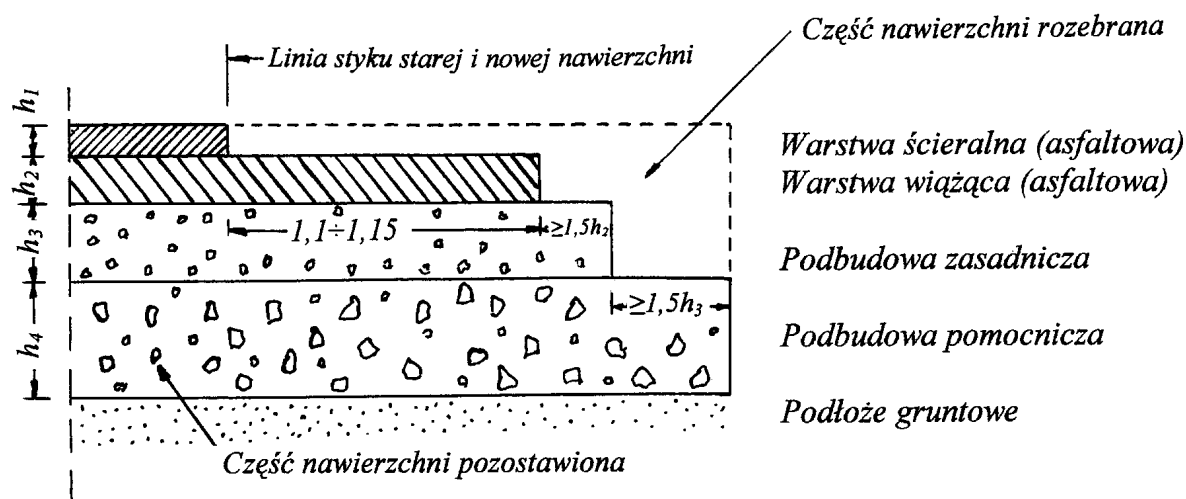 Część nawierzchni rozebrana
Linia styku starej i nowej nawierzchni
h₁
h₂
h₃
h₄
Warstwa ścieralna (asfaltowa)
Warstwa wiążąca (asfaltowa)
1,1÷1,15
≥1,5h₂
Podbudowa zasadnicza
≥1,5h₃
Podbudowa pomocnicza
Podłoże gruntowe
Część nawierzchni pozostawiona